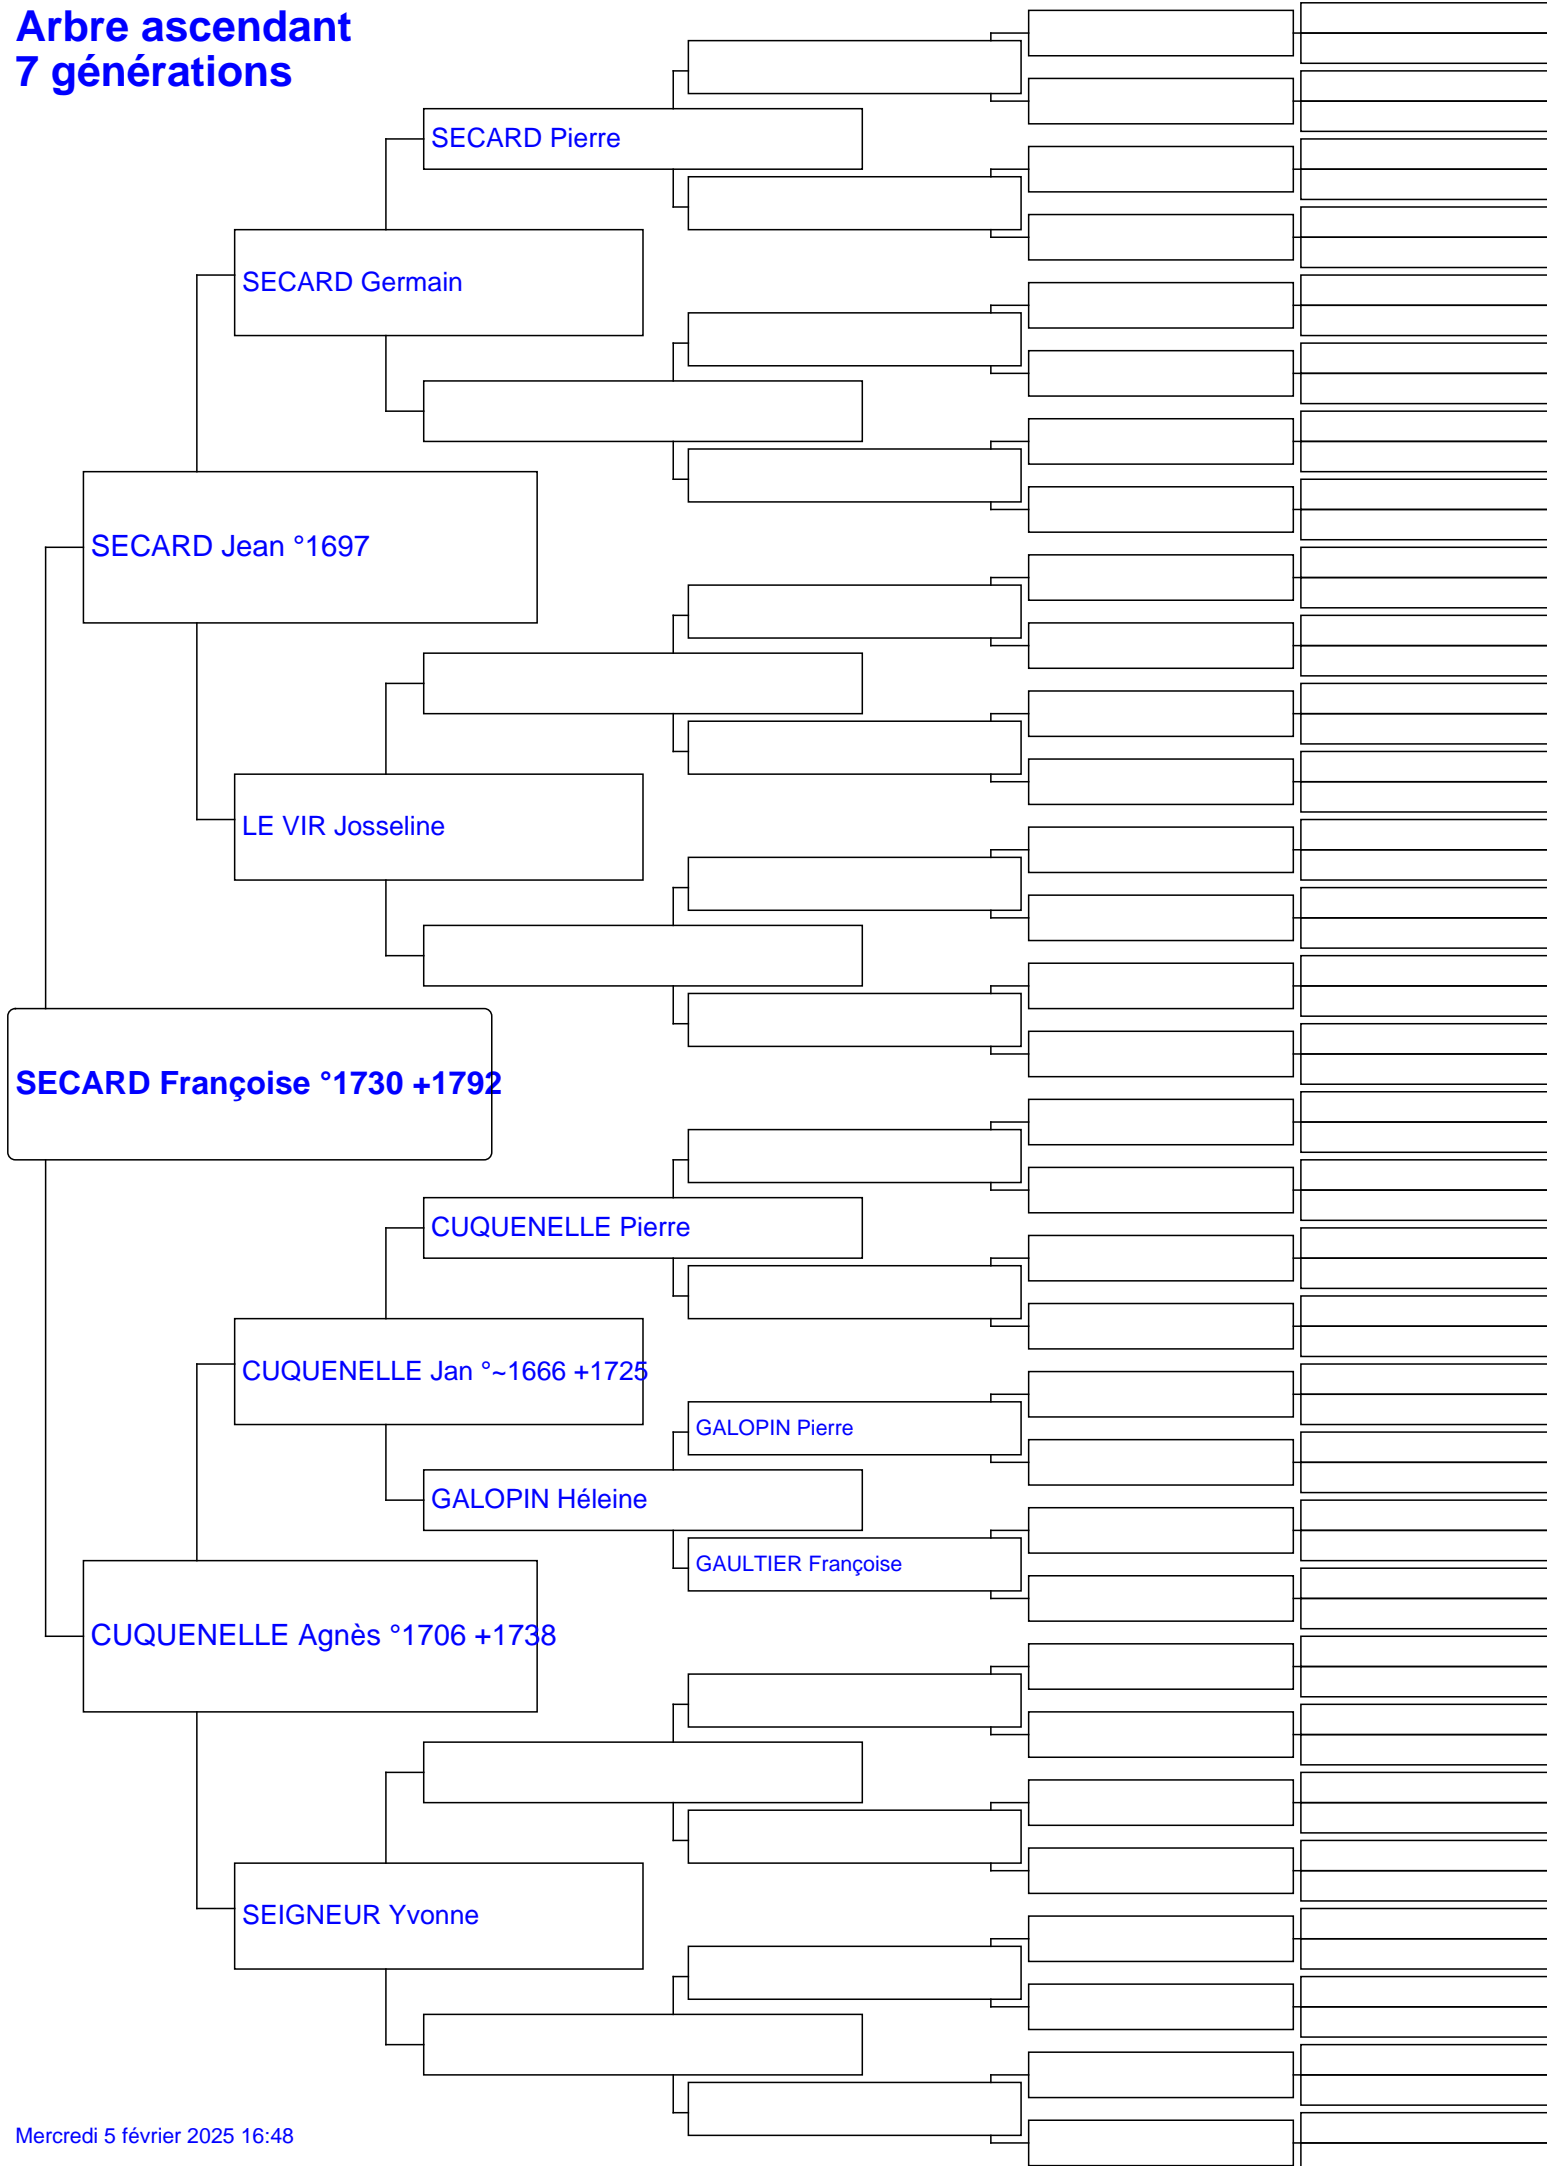 Arbre ascendant
7 générations
SECARD Pierre
SECARD Germain
SECARD Jean °1697
LE VIR Josseline
SECARD Françoise °1730 +1792
CUQUENELLE Pierre
CUQUENELLE Jan °~1666 +1725
GALOPIN Pierre
GALOPIN Héleine
GAULTIER Françoise
CUQUENELLE Agnès °1706 +1738
SEIGNEUR Yvonne
Mercredi 5 février 2025 16:48